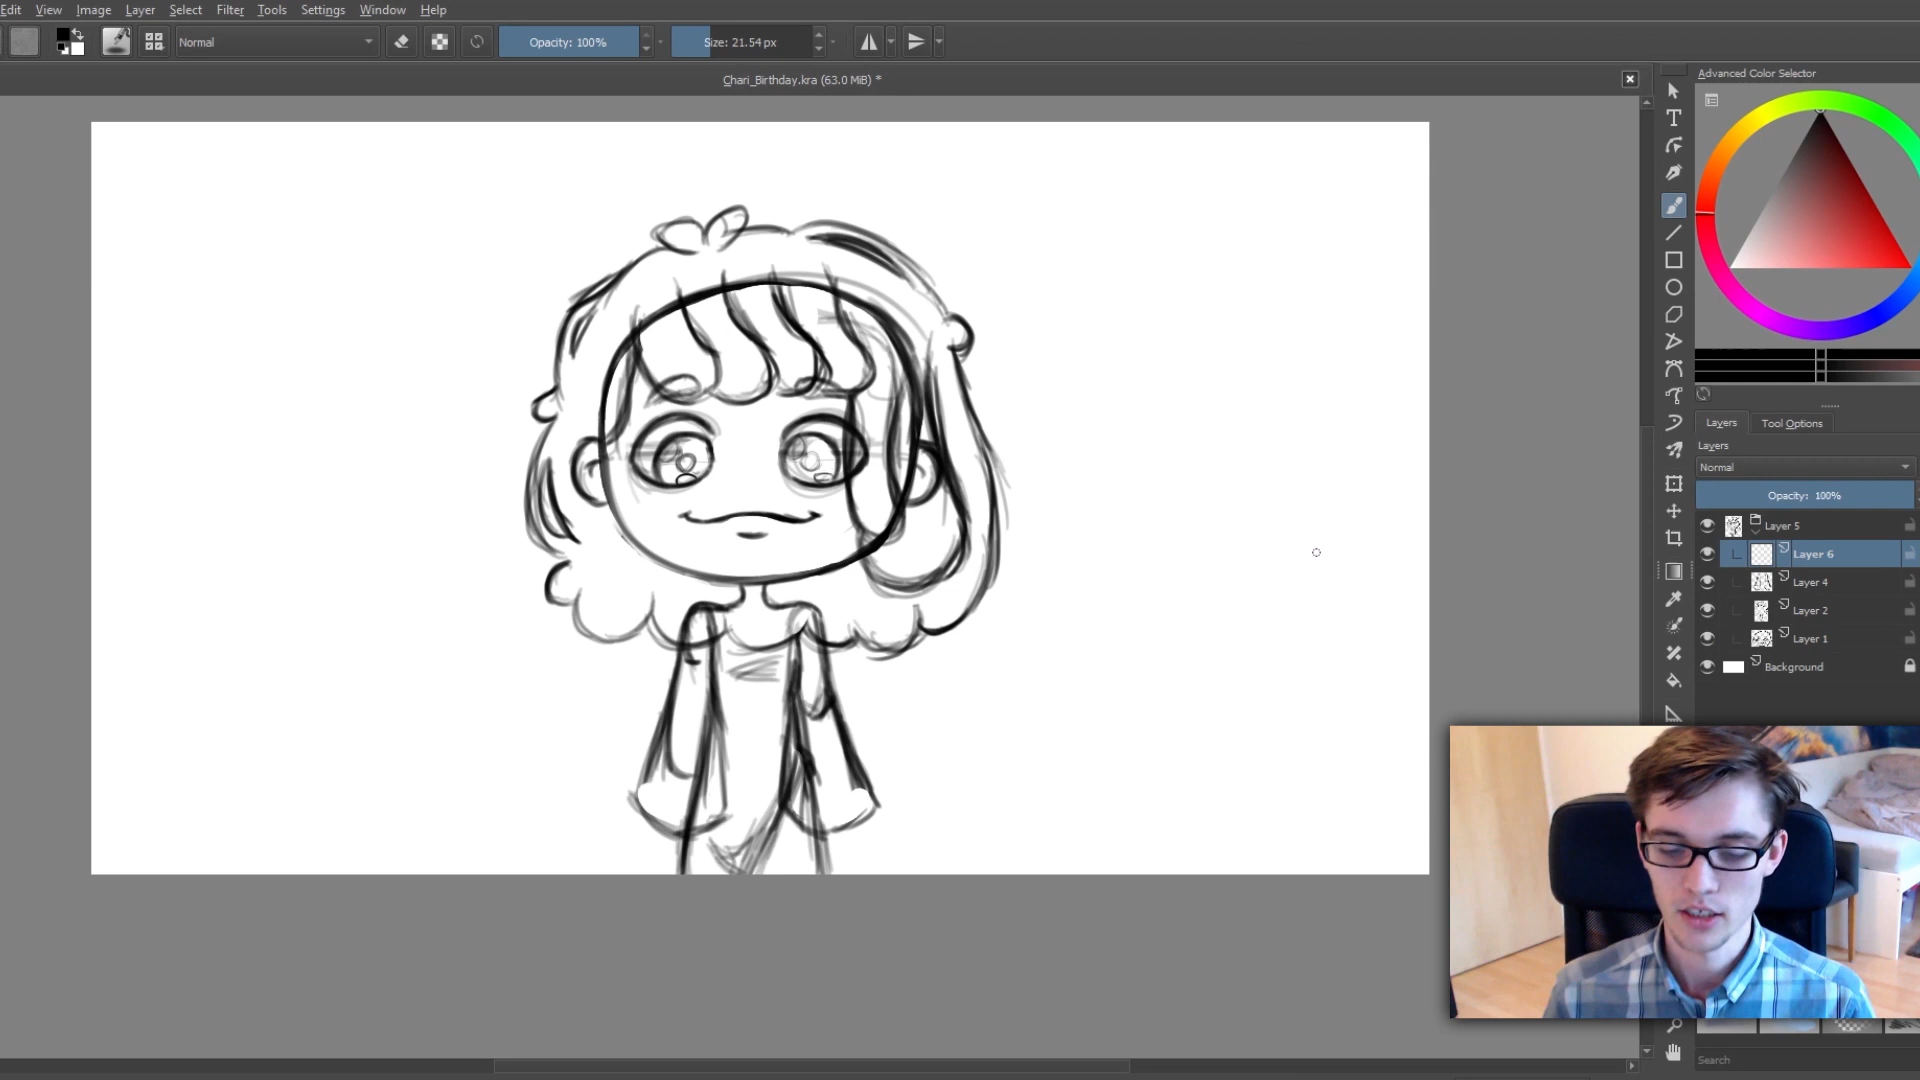 Edit View Image Layer Select Filter Tools Settings Window Help
Normal Opacity: 100% Size: 21.54 px
Chari_Birthday.kra (63.0 MiB) *
Advanced Color Selector
T
Layers Tool Options
Layers
Normal
Opacity: 100%
Layer 5
Layer 6
Layer 4
Layer 2
Layer 1
Background
Search